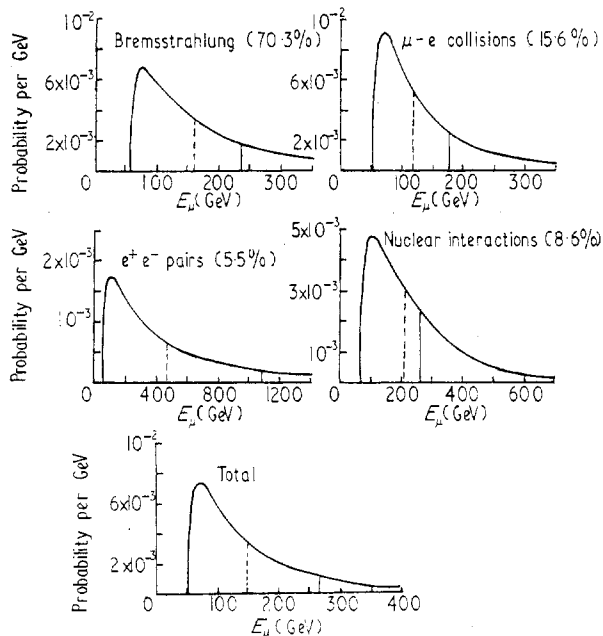 Probability per GeV
10⁻²
6x10⁻³
2x10⁻³
Bremsstrahlung (70·3%)
0 100 200 300
E_μ(GeV)
10⁻²
6x10⁻³
2x10⁻³
μ-e collisions (15·6%)
0 100 200 300
E_μ(GeV)
Probability per GeV
2x10⁻³
10⁻³
e⁺ e⁻ pairs (5·5%)
0 400 800 1200
E_μ(GeV)
5x10⁻³
3x10⁻³
10⁻³
Nuclear interactions (8·6%)
0 200 400 600
E_μ(GeV)
Probability per GeV
10⁻²
6x10⁻³
2x10⁻³
Total
0 100 200 300 400
E_μ(GeV)